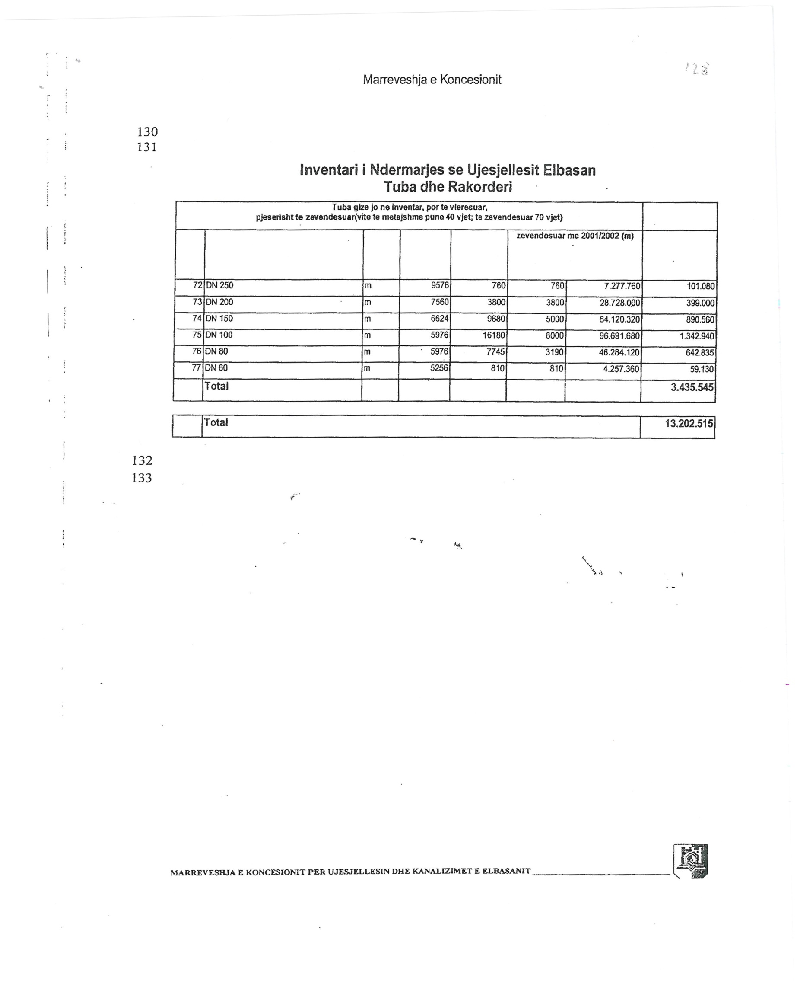 128
Marreveshja e Koncesionit
130
131
Inventari i Ndermarjes se Ujesjellesit Elbasan
Tuba dhe Rakorderi
Tuba gize jo ne inventar, por te vleresuar,
pjeserisht te zevendesuar(vite te metejshme pune 40 vjet; te zevendesuar 70 vjet)
zevendesuar me 2001/2002 (m)
72 DN 250 m 9576 760 760 7.277.760 101.080
73 DN 200 m 7560 3800 3800 28.728.000 399.000
74 DN 150 m 6624 9680 5000 64.120.320 890.560
75 DN 100 m 5976 16180 8000 96.691.680 1.342.940
76 DN 80 m 5976 7745 3190 46.284.120 642.835
77 DN 60 m 5256 810 810 4.257.360 59.130
Total 3.435.545
Total 13.202.515
132
133
MARREVESHJA E KONCESIONIT PER UJESJELLESIN DHE KANALIZIMET E ELBASANIT